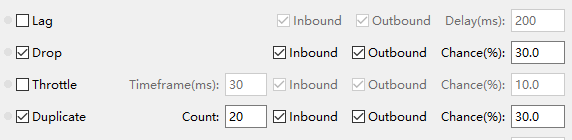 Lag Inbound Outbound Delay(ms): 200
Drop Inbound Outbound Chance(%): 30.0
Throttle Timeframe(ms): 30 Inbound Outbound Chance(%): 10.0
Duplicate Count: 20 Inbound Outbound Chance(%): 30.0